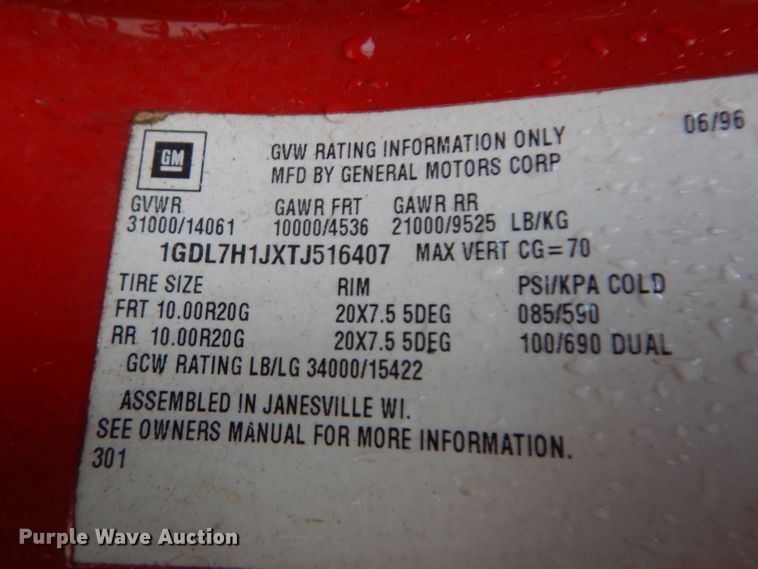 06/96
GM
GVW RATING INFORMATION ONLY
MFD BY GENERAL MOTORS CORP
GVWR GAWR FRT GAWR RR
31000/14061 10000/4536 21000/9525 LB/KG
1GDL7H1JXTJ516407 MAX VERT CG=70
TIRE SIZE RIM PSI/KPA COLD
FRT 10.00R20G 20X7.5 5DEG 085/590
RR 10.00R20G 20X7.5 5DEG 100/690 DUAL
GCW RATING LB/LG 34000/15422
ASSEMBLED IN JANESVILLE WI.
SEE OWNERS MANUAL FOR MORE INFORMATION.
301
Purple Wave Auction